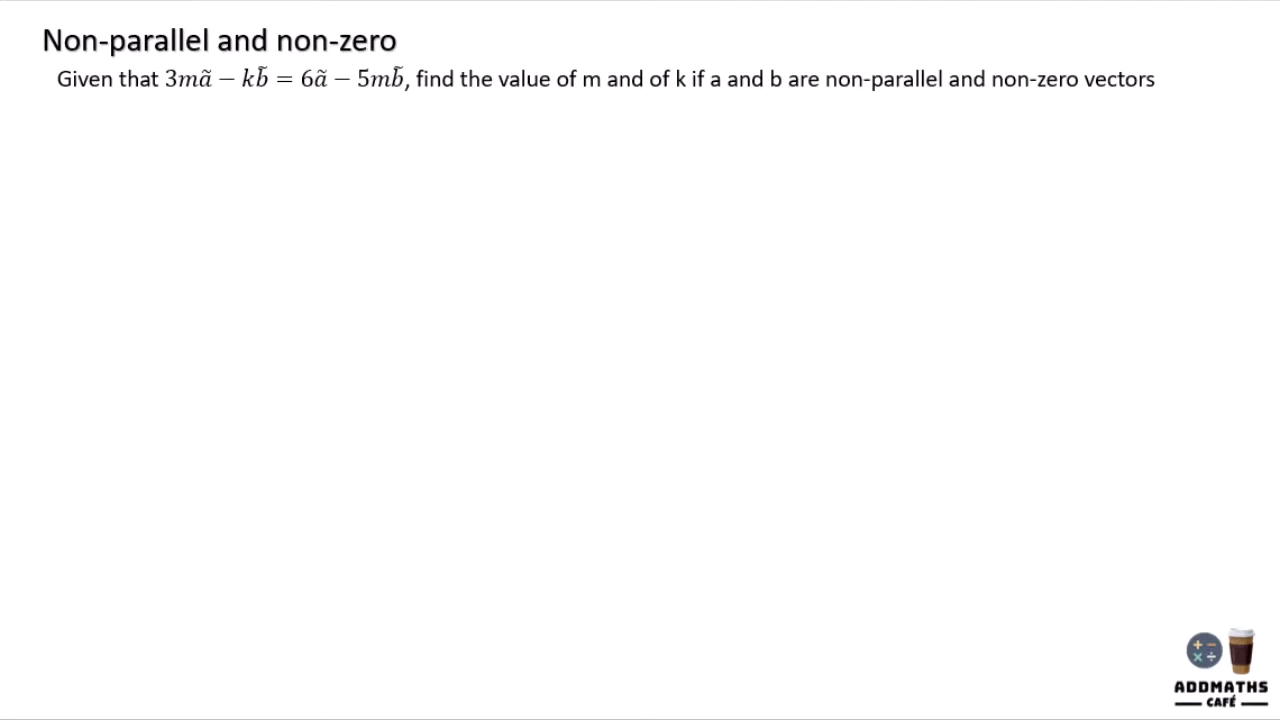 Non-parallel and non-zero
Given that 3mã − kb̃ = 6ã − 5mb̃, find the value of m and of k if a and b are non-parallel and non-zero vectors
+ −
× ÷
ADDMATHS
CAFÉ